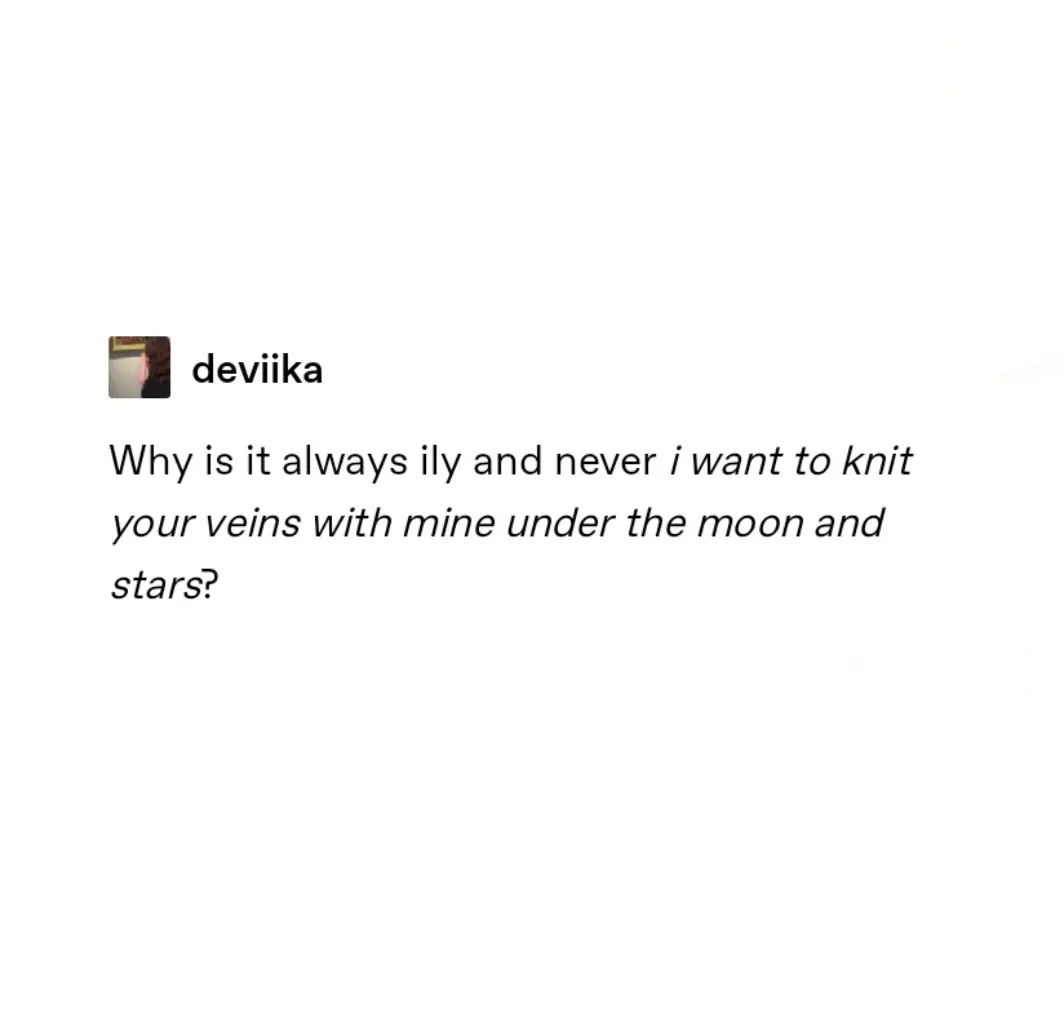 deviika
Why is it always ily and never i want to knit
your veins with mine under the moon and
stars?